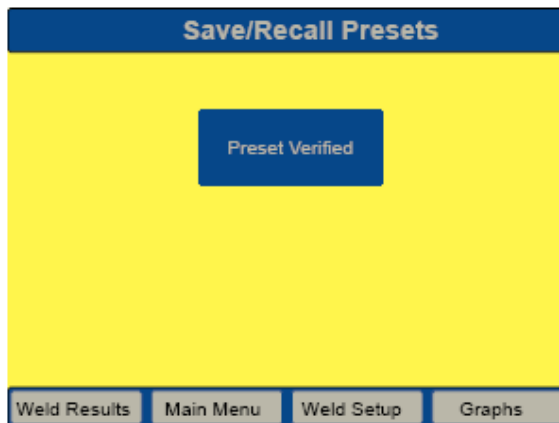 Save/Recall Presets
Preset Verified
Weld Results Main Menu Weld Setup Graphs